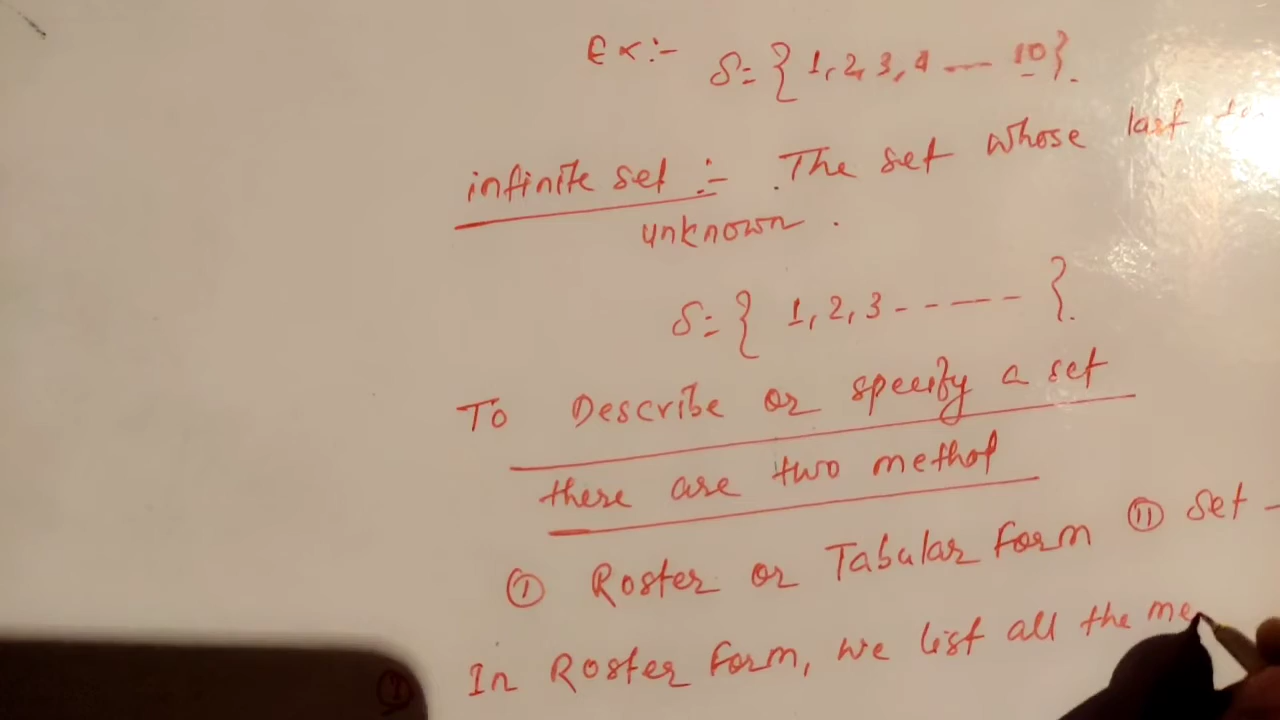 Ex:- S= { 1, 2, 3, 4 --- 10}.
infinite set :- .The set whose last
unknown .
S= { 1, 2, 3 - - - - - - }.
To Describe or specify a set
there are two method
① Roster or Tabular form ② set -
In Roster form, we list all the me